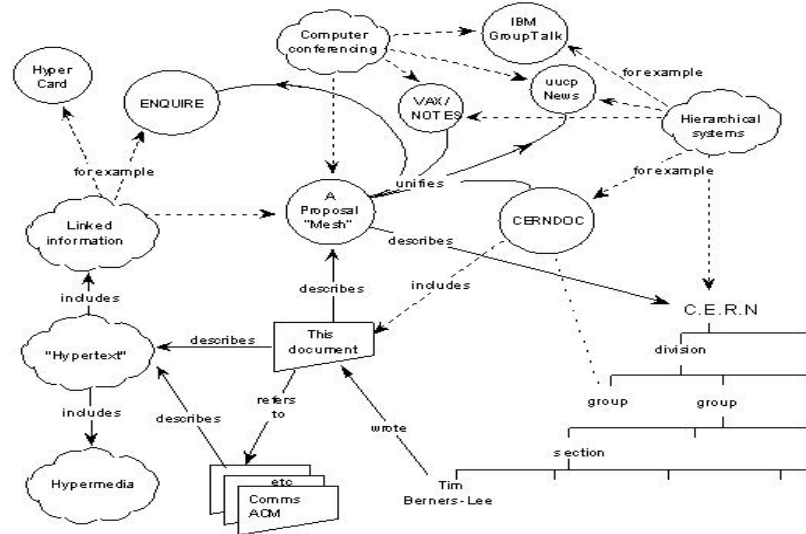 IBM
GroupTalk
Computer
conferencing
Hyper
Card
ENQUIRE
VAX/
NOTES
uucp
News
for example
Hierarchical
systems
for example
unifies
for example
A
Proposal
"Mesh"
Linked
information
CERNDOC
describes
includes
describes
includes
C.E.R.N
This
document
describes
division
"Hypertext"
refers
to
group
group
includes
describes
wrote
section
Hypermedia
etc
Tim
Berners-Lee
Comms
ACM